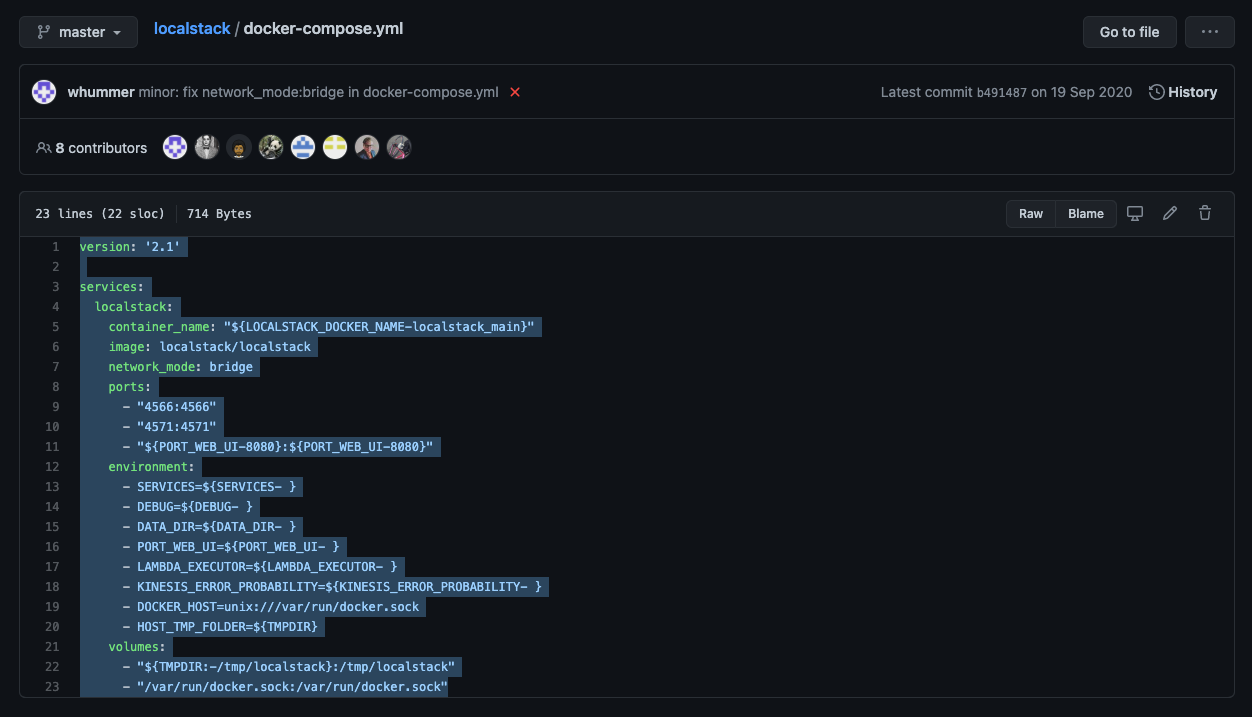 master
localstack / docker-compose.yml
Go to file
...
whummer minor: fix network_mode:bridge in docker-compose.yml
Latest commit b491487 on 19 Sep 2020
History
8 contributors
23 lines (22 sloc) 714 Bytes
Raw
Blame
1 version: '2.1'
2
3 services:
4   localstack:
5     container_name: "${LOCALSTACK_DOCKER_NAME-localstack_main}"
6     image: localstack/localstack
7     network_mode: bridge
8     ports:
9       - "4566:4566"
10       - "4571:4571"
11       - "${PORT_WEB_UI-8080}:${PORT_WEB_UI-8080}"
12     environment:
13       - SERVICES=${SERVICES- }
14       - DEBUG=${DEBUG- }
15       - DATA_DIR=${DATA_DIR- }
16       - PORT_WEB_UI=${PORT_WEB_UI- }
17       - LAMBDA_EXECUTOR=${LAMBDA_EXECUTOR- }
18       - KINESIS_ERROR_PROBABILITY=${KINESIS_ERROR_PROBABILITY- }
19       - DOCKER_HOST=unix:///var/run/docker.sock
20       - HOST_TMP_FOLDER=${TMPDIR}
21     volumes:
22       - "${TMPDIR:-/tmp/localstack}:/tmp/localstack"
23       - "/var/run/docker.sock:/var/run/docker.sock"